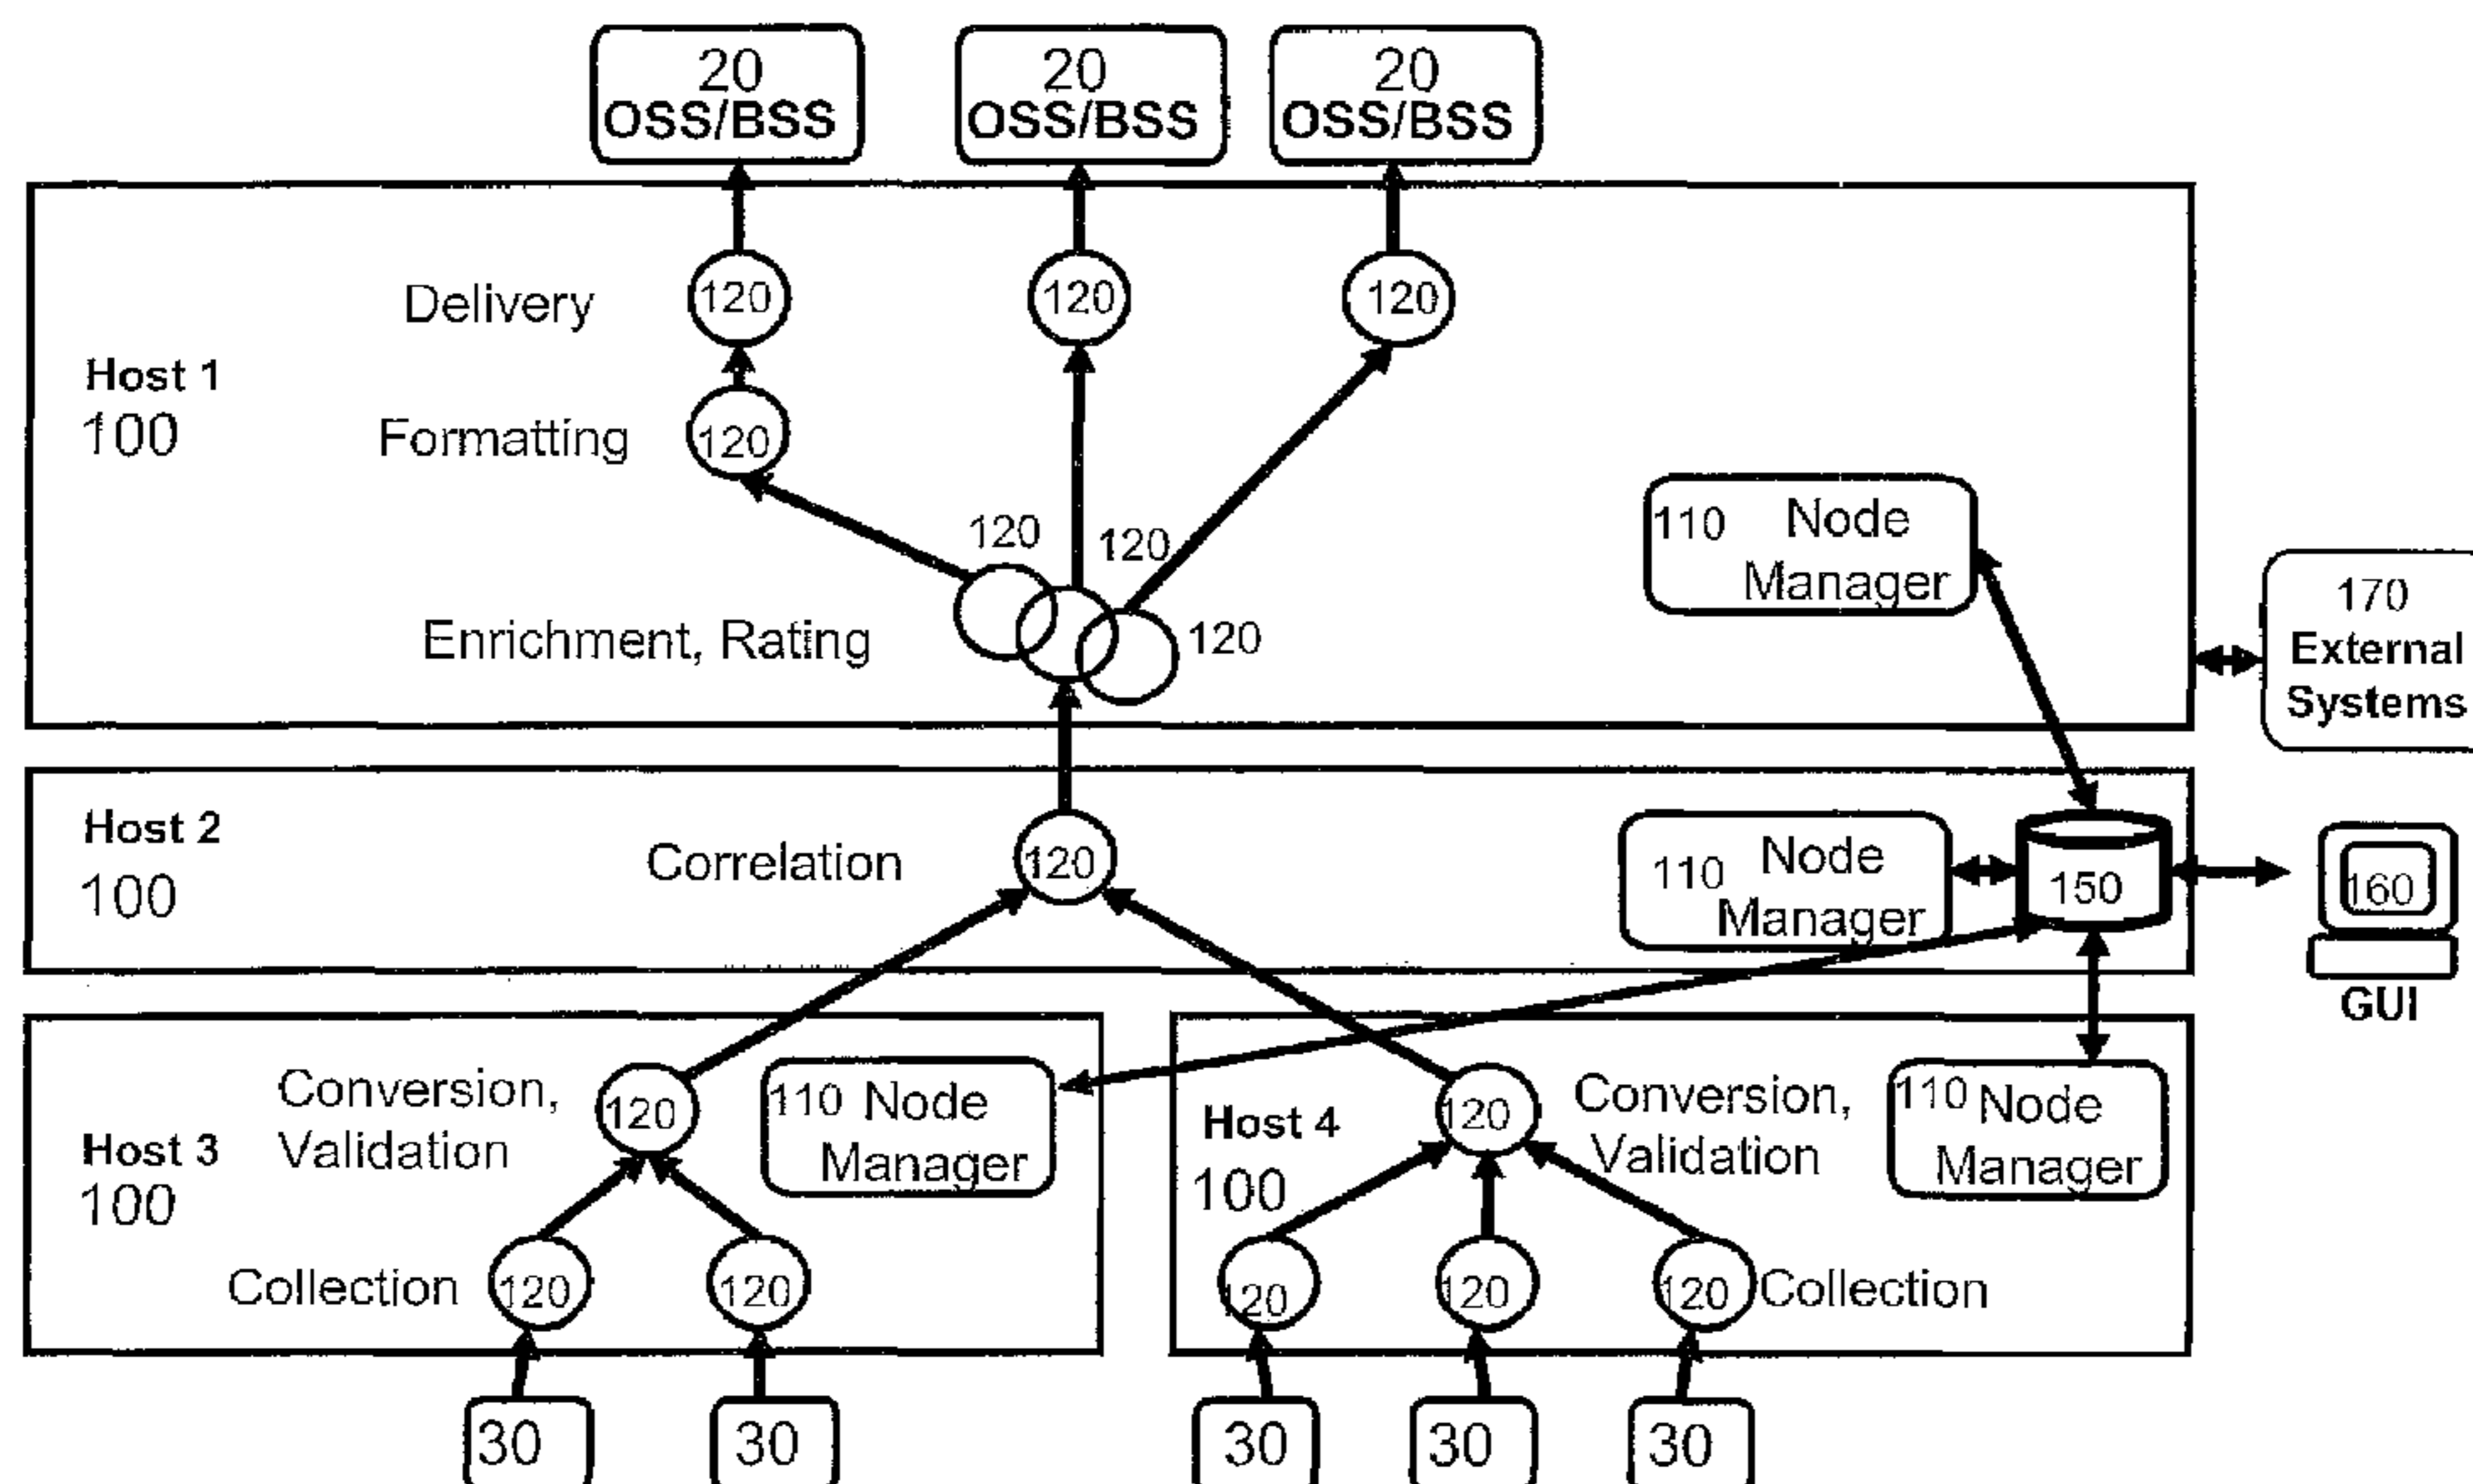 20
OSS/BSS
20
OSS/BSS
20
OSS/BSS
Delivery
120
120
120
Host 1
100
Formatting
120
120
120
110 Node
Manager
Enrichment, Rating
120
170
External
Systems
Host 2
100
Correlation
120
110 Node
Manager
150
160
GUI
Host 3
100
Conversion,
Validation
120
110 Node
Manager
Collection
120
120
Host 4
100
120
Conversion,
Validation
110 Node
Manager
120
120
120
Collection
30
30
30
30
30